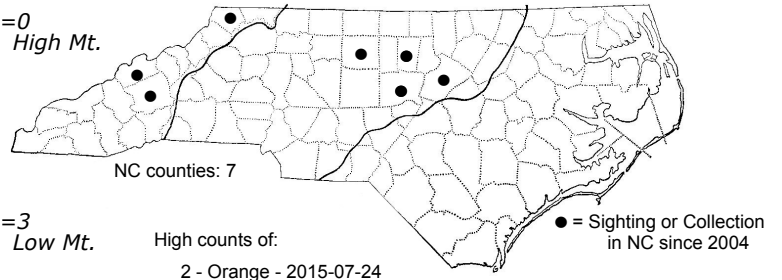 =0
High Mt.
NC counties: 7
=3
Low Mt.
High counts of:
2 - Orange - 2015-07-24
● = Sighting or Collection
in NC since 2004